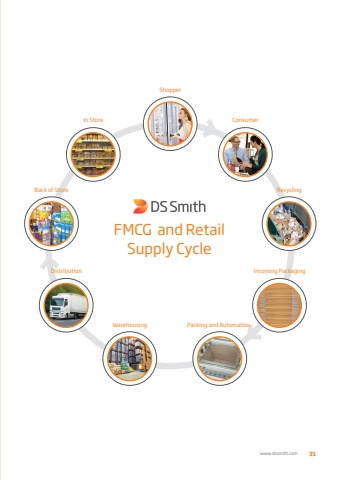 Shopper
In Store
Consumer
Back of Store
Recycling
DS Smith
FMCG and Retail
Supply Cycle
Distribution
Incoming Packaging
Warehousing
Packing and Automation
www.dssmith.com
31